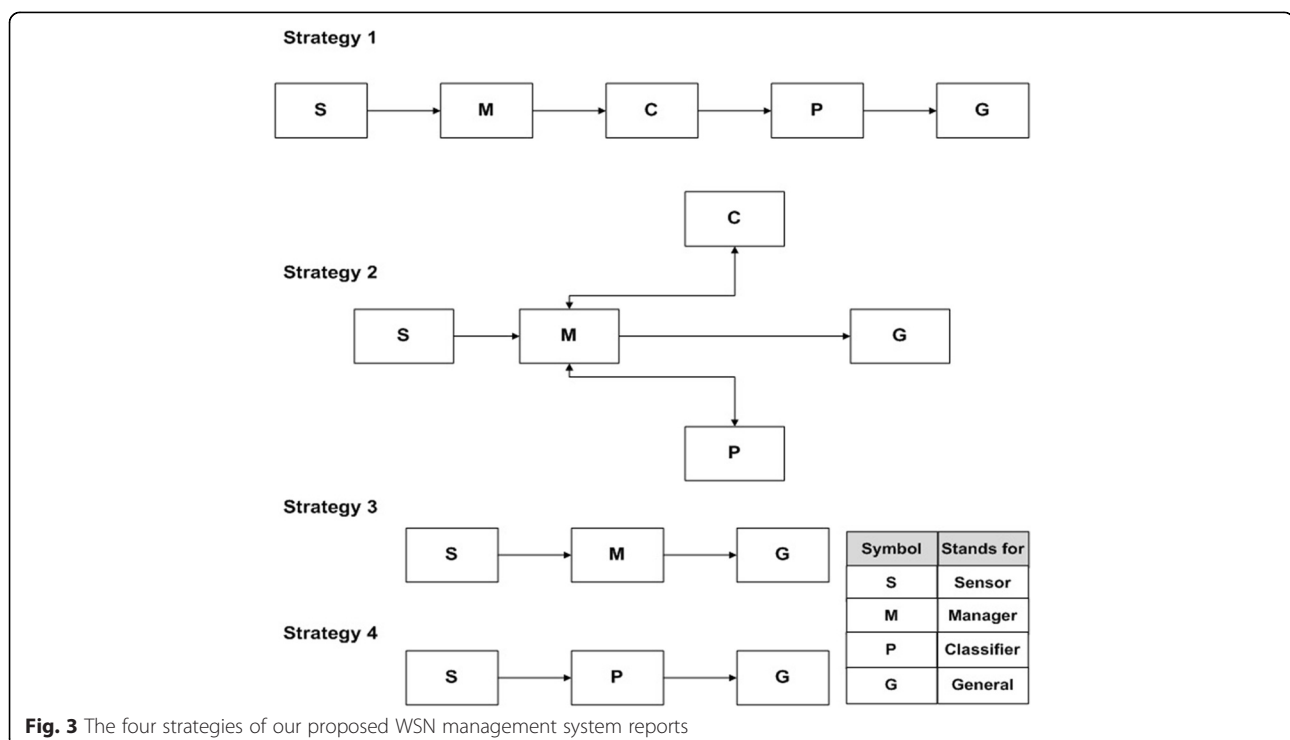 Strategy 1
S M C P G
C
Strategy 2
S M G
P
Strategy 3
S M G
Strategy 4
S P G
Symbol Stands for
S Sensor
M Manager
P Classifier
G General
Fig. 3 The four strategies of our proposed WSN management system reports